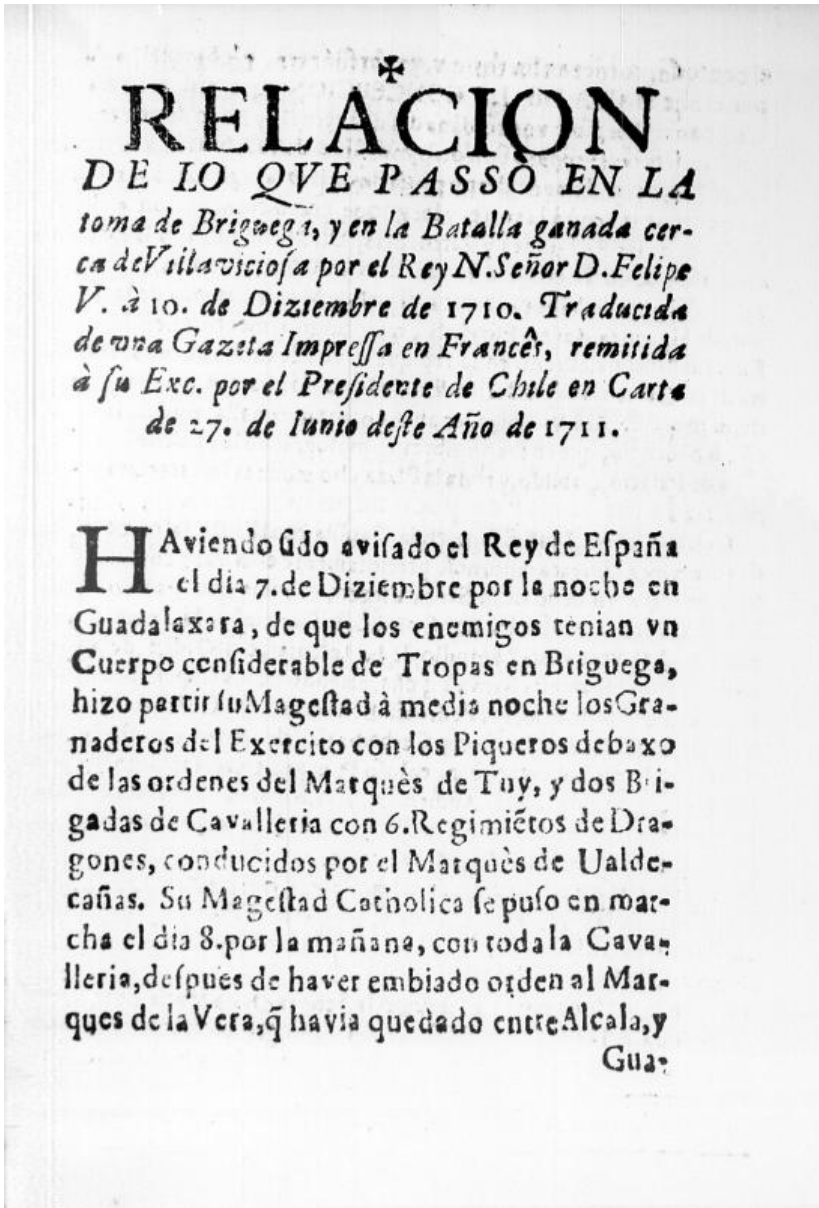 ✠
RELACION
DE LO QVE PASSÒ EN LA
toma de Briguega, y en la Batalla ganada cer-
ca de Villaviciosa por el Rey N. Señor D. Felipe
V. à 10. de Diziembre de 1710. Traducida
de vna Gazeta Impressa en Francês, remitida
à su Exc. por el Presidente de Chile en Carta
de 27. de Iunio deste Año de 1711.
HAviendo sido avisado el Rey de España
el dia 7. de Diziembre por la noche en
Guadalaxara, de que los enemigos tenian vn
Cuerpo considerable de Tropas en Briguega,
hizo partir su Magestad à media noche los Gra-
naderos del Exercito con los Piqueros debaxo
de las ordenes del Marquès de Tuy, y dos Bri-
gadas de Cavalleria con 6. Regimiẽtos de Dra-
gones, conducidos por el Marquès de Ualde-
cañas. Su Magestad Catholica se puso en mar-
cha el dia 8. por la mañana, con toda la Cava-
lleria, despues de haver embiado orden al Mar-
ques de la Vera, q̃ havia quedado entre Alcala, y
Gua-